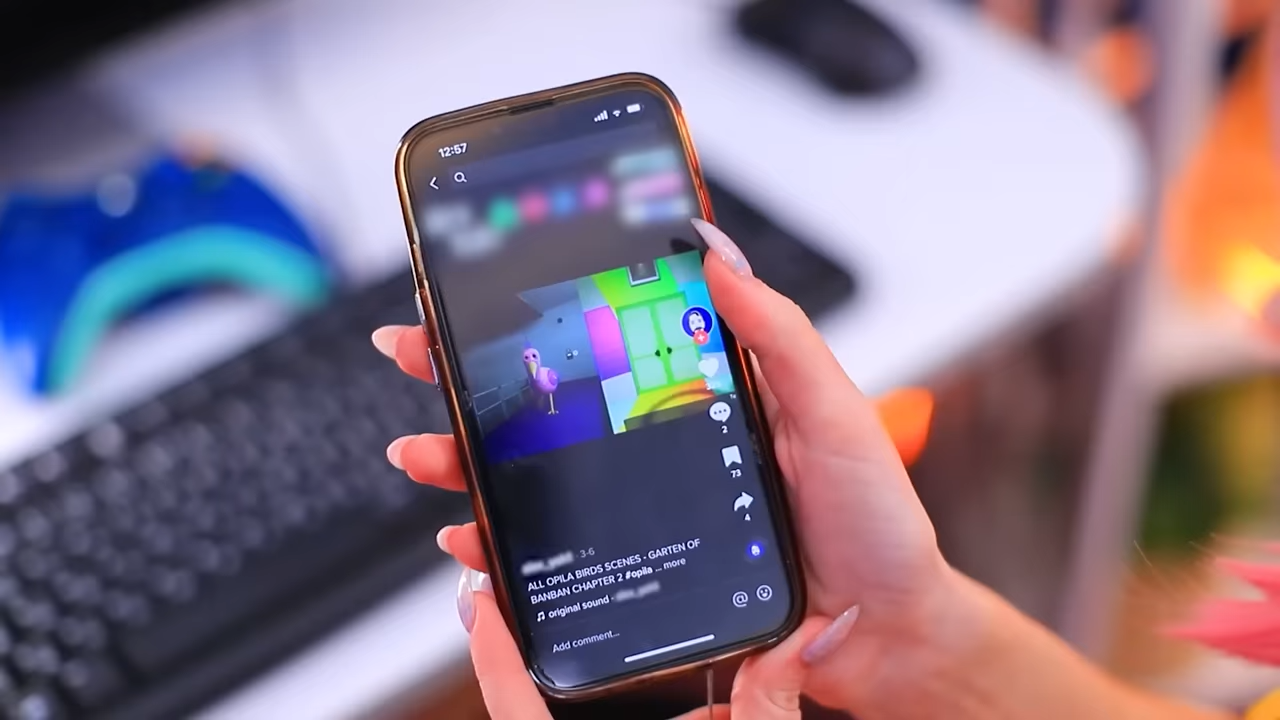 12:57
2
73
4
· 3-6
ALL OPILA BIRDS SCENES - GARTEN OF
BANBAN CHAPTER 2 #opila ... more
original sound -
Add comment...
@